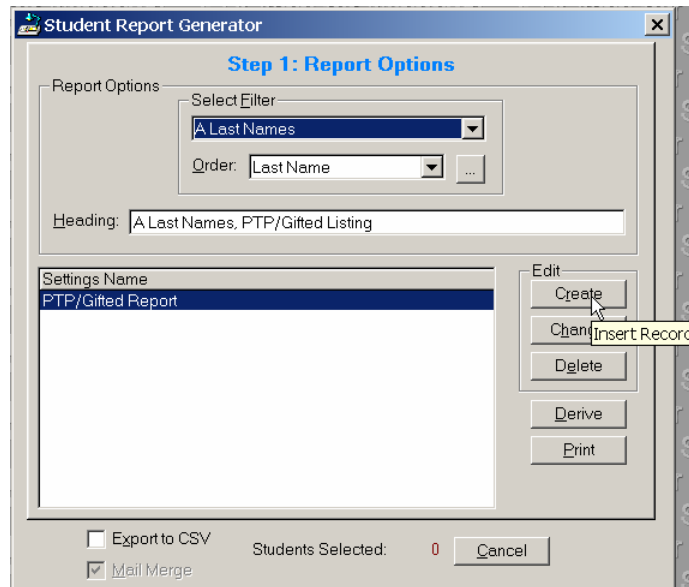 Student Report Generator
Step 1: Report Options
Report Options
Select Filter
A Last Names
Order: Last Name ...
Heading: A Last Names, PTP/Gifted Listing
Settings Name
PTP/Gifted Report
Edit
Create
Chang
Insert Recor
Delete
Derive
Print
Export to CSV
Students Selected: 0 Cancel
Mail Merge